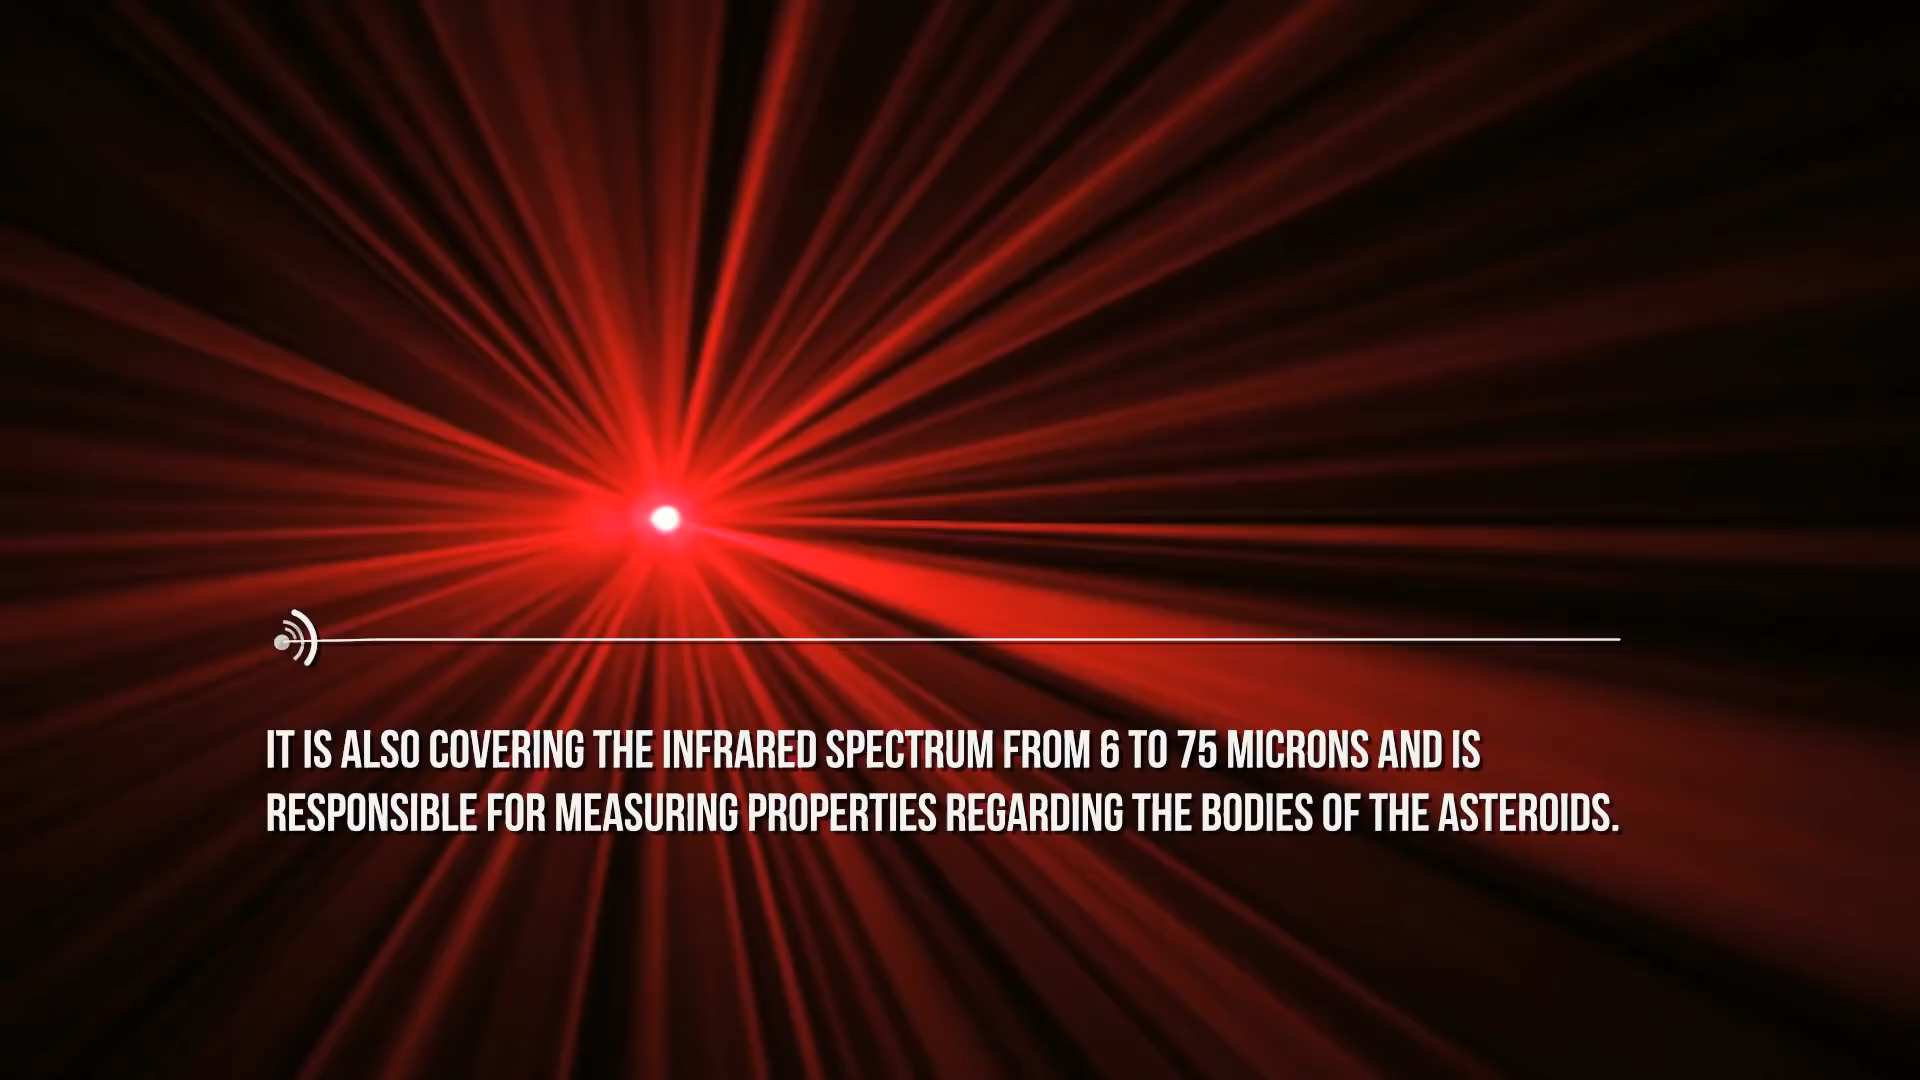 IT IS ALSO COVERING THE INFRARED SPECTRUM FROM 6 TO 75 MICRONS AND IS
RESPONSIBLE FOR MEASURING PROPERTIES REGARDING THE BODIES OF THE ASTEROIDS.